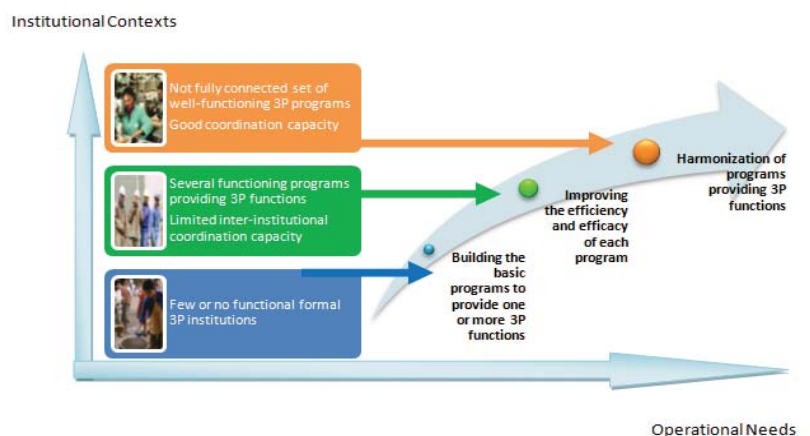 Institutional Contexts
Not fully connected set of
well-functioning 3P programs
Good coordination capacity
Several functioning programs
providing 3P functions
Limited inter-institutional
coordination capacity
Few or no functional formal
3P institutions
Building the
basic
programs to
provide one
or more 3P
functions
Improving
the efficiency
and efficacy
of each
program
Harmonization of
programs
providing 3P
functions
Operational Needs